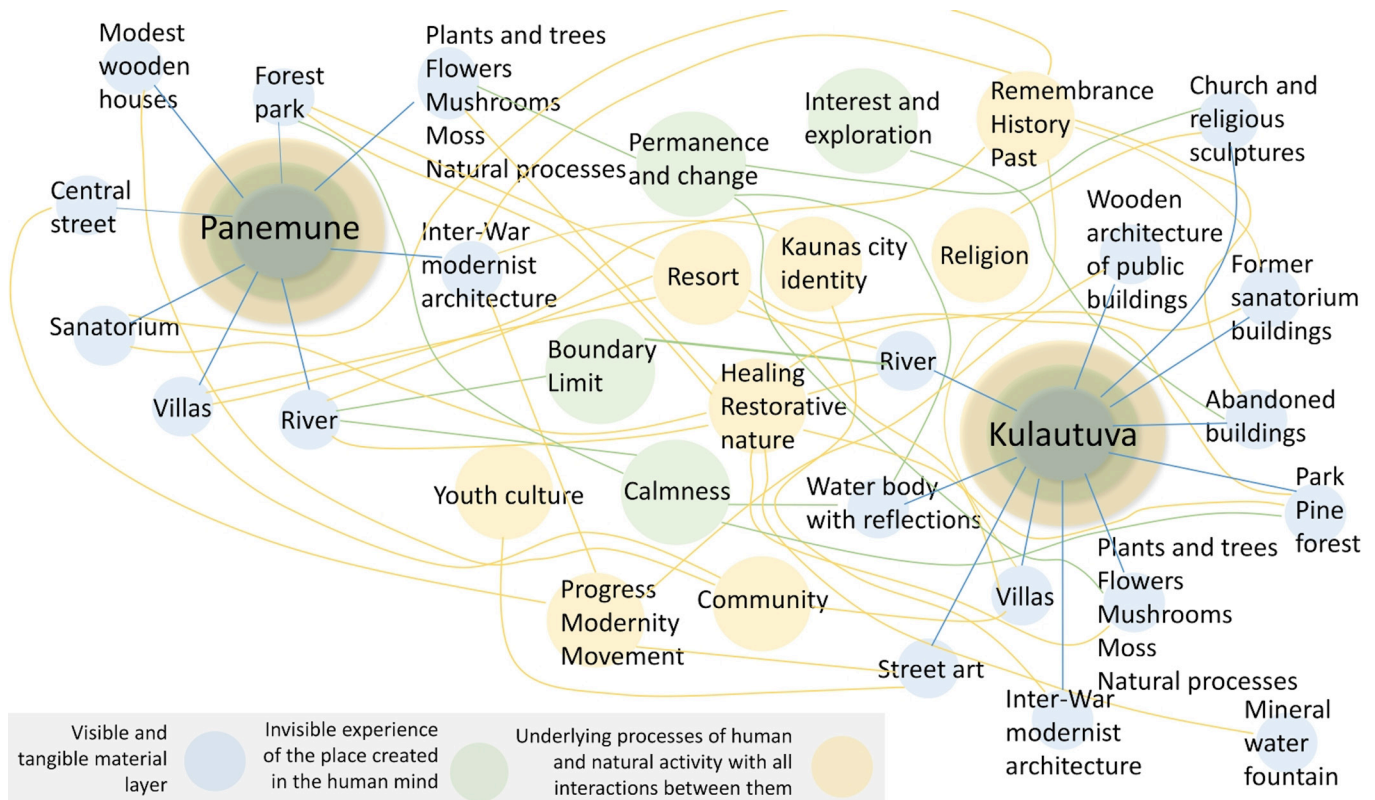 Modest
wooden
houses
Forest
park
Plants and trees
Flowers
Mushrooms
Moss
Natural processes
Permanence
and change
Interest and
exploration
Remembrance
History
Past
Church and
religious
sculptures
Central
street
Panemune
Inter-War
modernist
architecture
Resort
Kaunas city
identity
Religion
Wooden
architecture
of public
buildings
Former
sanatorium
buildings
Sanatorium
Villas
River
Boundary
Limit
Healing
Restorative
nature
River
Kulautuva
Abandoned
buildings
Youth culture
Calmness
Water body
with reflections
Park
Pine
forest
Progress
Modernity
Movement
Community
Villas
Plants and trees
Flowers
Mushrooms
Moss
Natural processes
Street art
Inter-War
modernist
architecture
Mineral
water
fountain
Visible and
tangible material
layer
Invisible experience
of the place created
in the human mind
Underlying processes of human
and natural activity with all
interactions between them